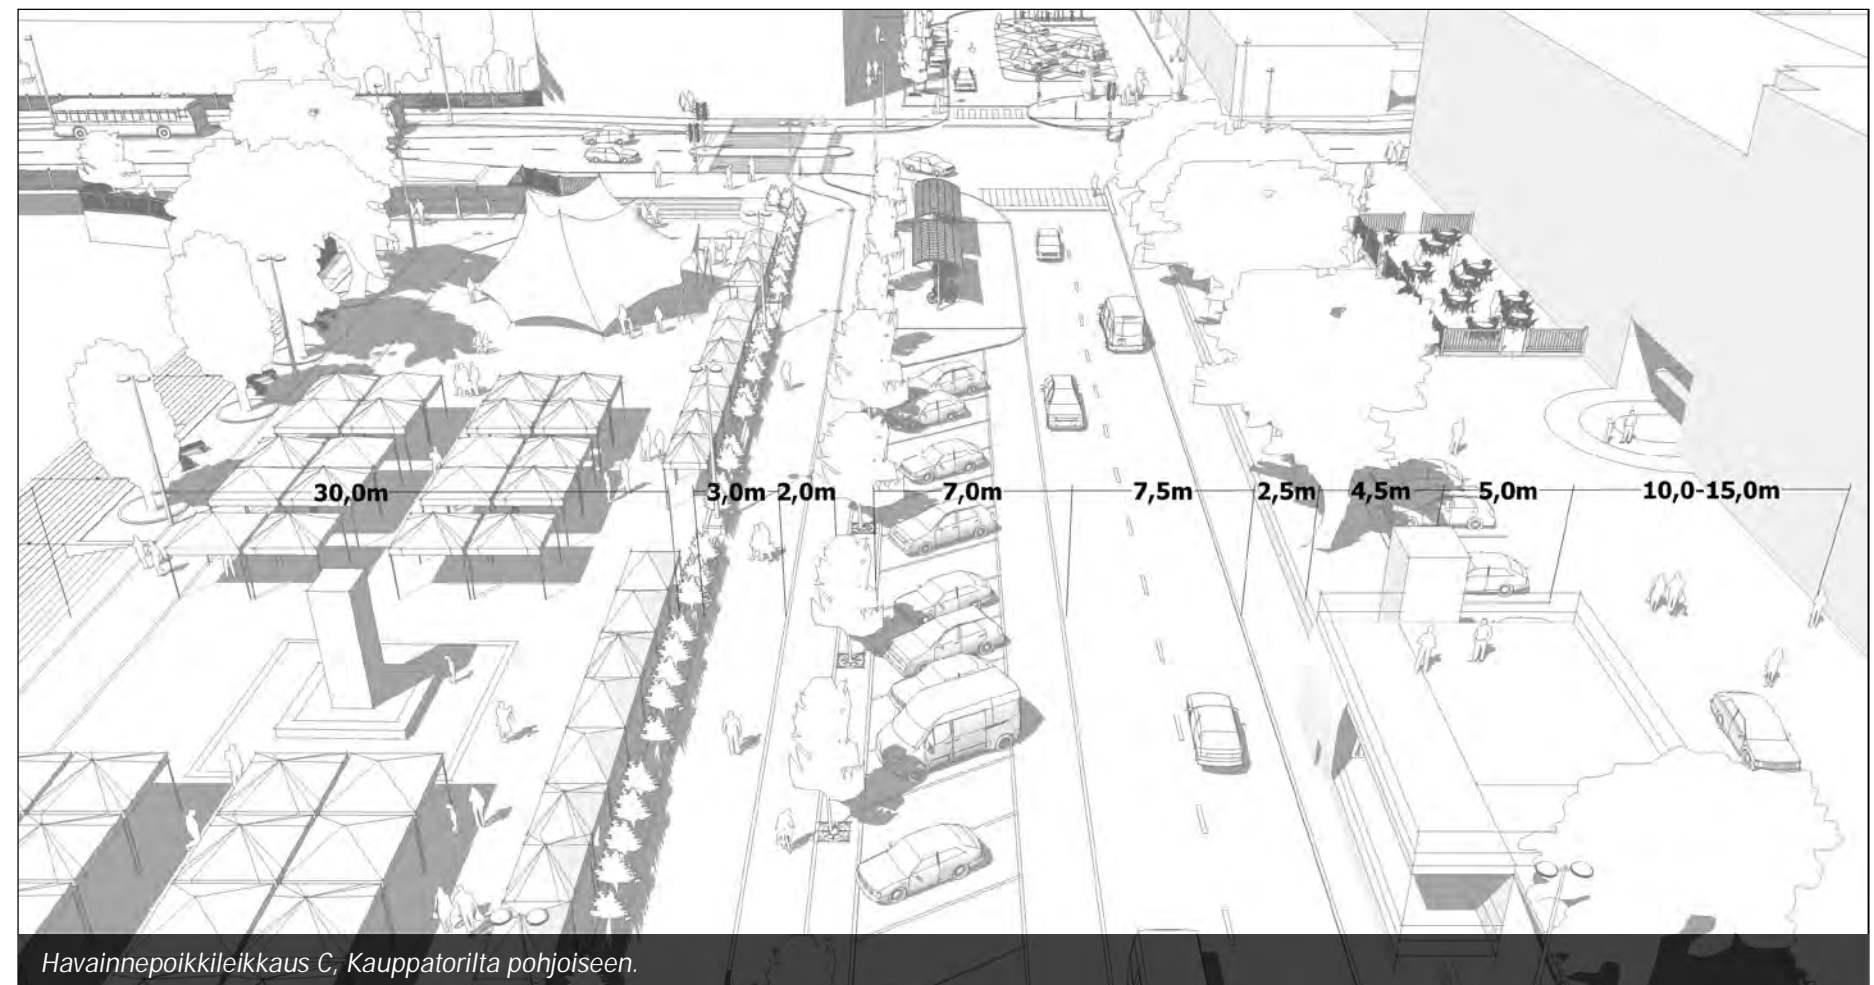 30,0m 3,0m 2,0m 7,0m 7,5m 2,5m 4,5m 5,0m 10,0-15,0m
Havainnepoikkileikkaus C, Kauppatorilta pohjoiseen.